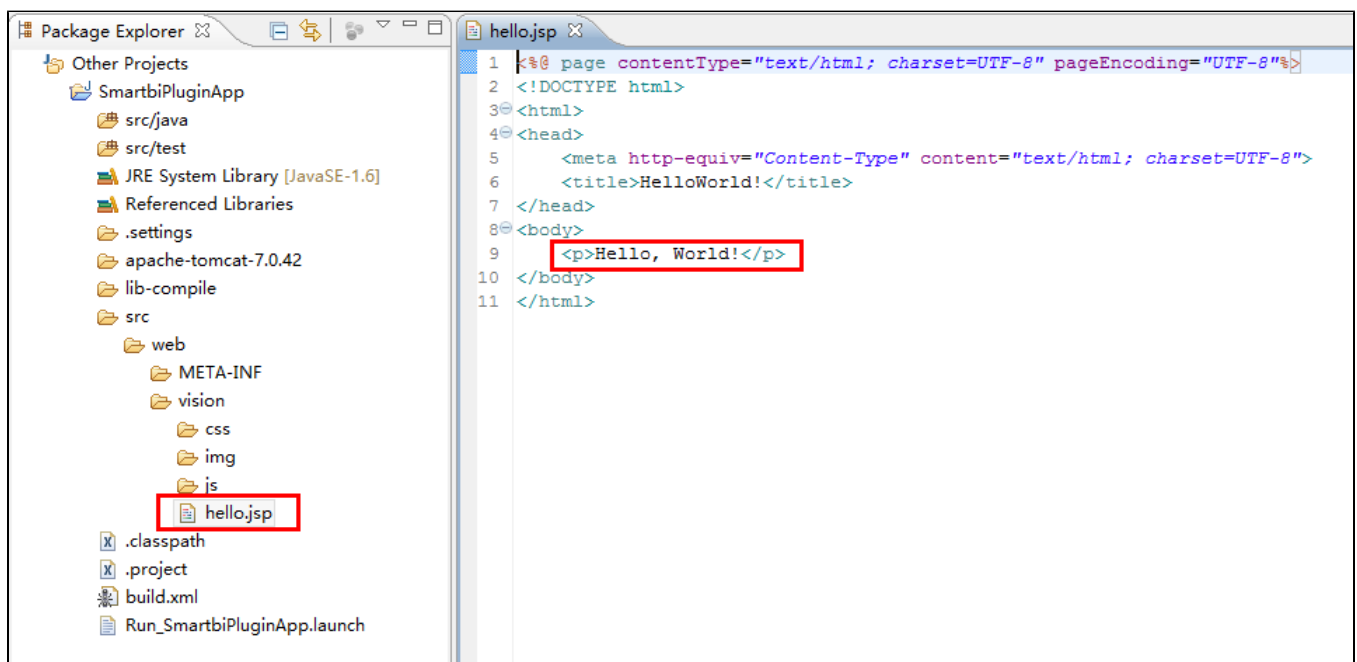 Package Explorer
Other Projects
SmartbiPluginApp
src/java
src/test
JRE System Library [JavaSE-1.6]
Referenced Libraries
.settings
apache-tomcat-7.0.42
lib-compile
src
web
META-INF
vision
css
img
js
hello.jsp
.classpath
.project
build.xml
Run_SmartbiPluginApp.launch
hello.jsp
1 <%@ page contentType="text/html; charset=UTF-8" pageEncoding="UTF-8"%>
2 <!DOCTYPE html>
3 <html>
4 <head>
5     <meta http-equiv="Content-Type" content="text/html; charset=UTF-8">
6     <title>HelloWorld!</title>
7 </head>
8 <body>
9     <p>Hello, World!</p>
10 </body>
11 </html>